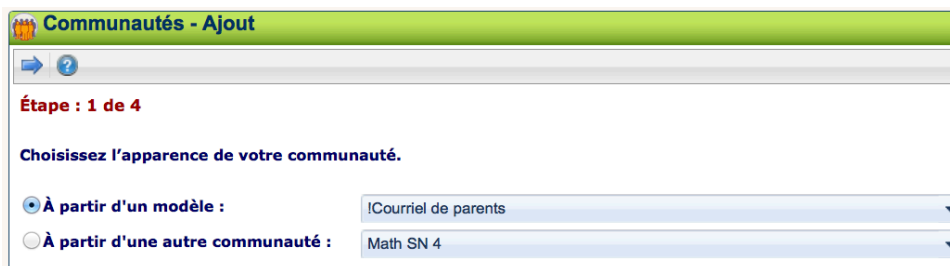 Communautés - Ajout
Étape : 1 de 4
Choisissez l'apparence de votre communauté.
À partir d'un modèle : !Courriel de parents
À partir d'une autre communauté : Math SN 4